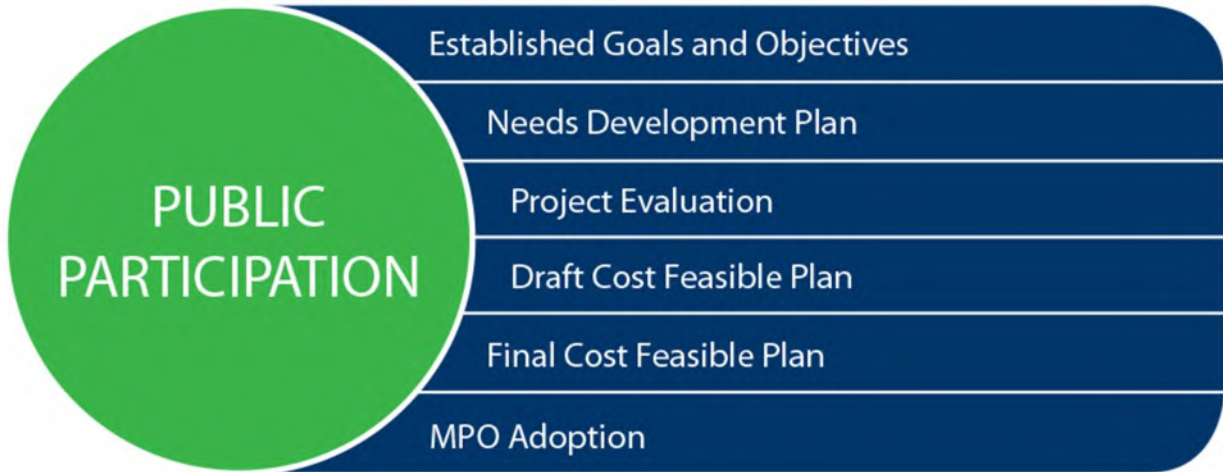 PUBLIC
PARTICIPATION
Established Goals and Objectives
Needs Development Plan
Project Evaluation
Draft Cost Feasible Plan
Final Cost Feasible Plan
MPO Adoption